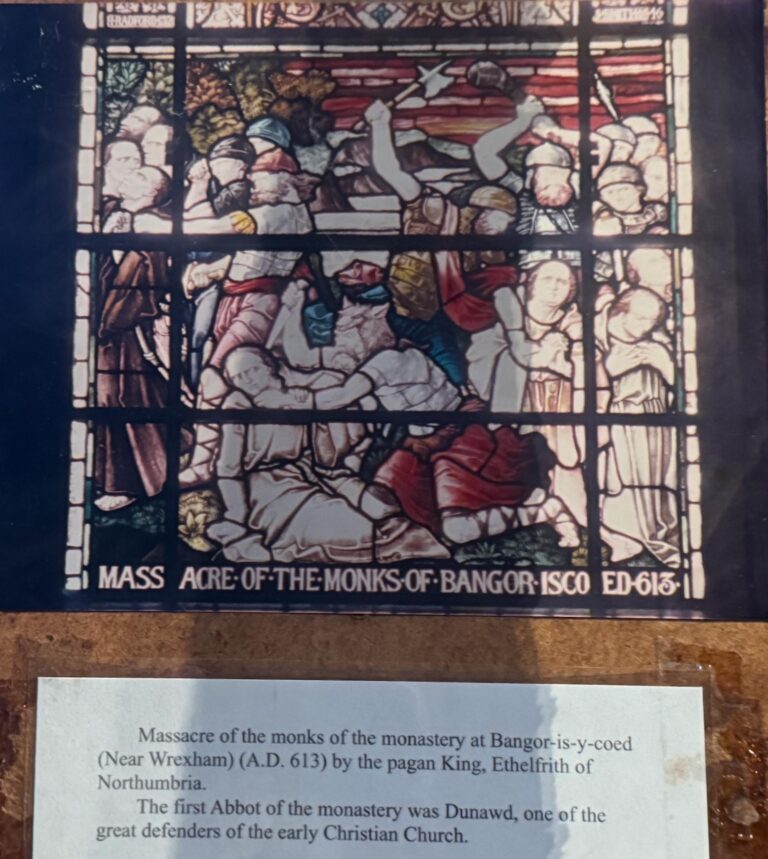 RADFORD
MASS ACRE·OF·THE·MONKS·OF·BANGOR·ISCO ED·613·
Massacre of the monks of the monastery at Bangor-is-y-coed
(Near Wrexham) (A.D. 613) by the pagan King, Ethelfrith of
Northumbria.
The first Abbot of the monastery was Dunawd, one of the
great defenders of the early Christian Church.